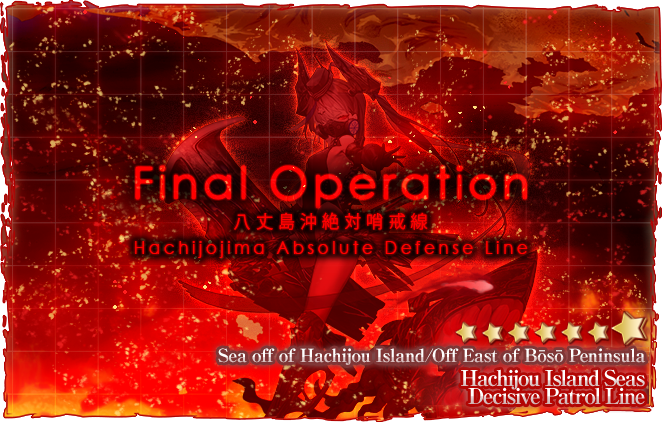 Final Operation
八丈島沖絶対哨戒線
Hachijòjima Absolute Defense Line
Sea off of Hachijou Island/Off East of Bōsō Peninsula
Hachijou Island Seas
Decisive Patrol Line